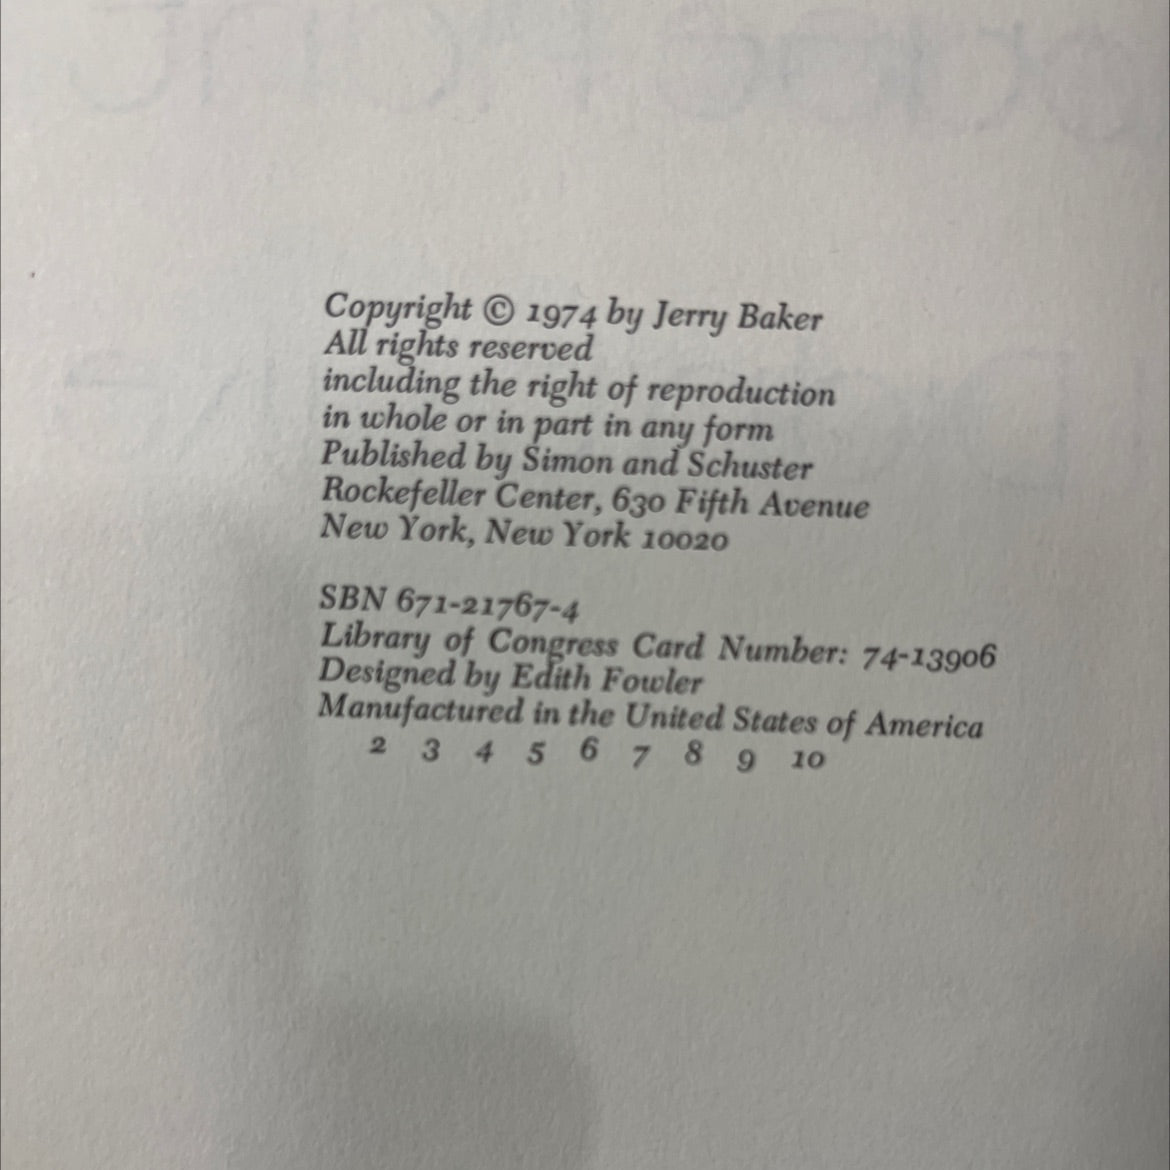 Copyright © 1974 by Jerry Baker
All rights reserved
including the right of reproduction
in whole or in part in any form
Published by Simon and Schuster
Rockefeller Center, 630 Fifth Avenue
New York, New York 10020
SBN 671-21767-4
Library of Congress Card Number: 74-13906
Designed by Edith Fowler
Manufactured in the United States of America
2 3 4 5 6 7 8 9 10